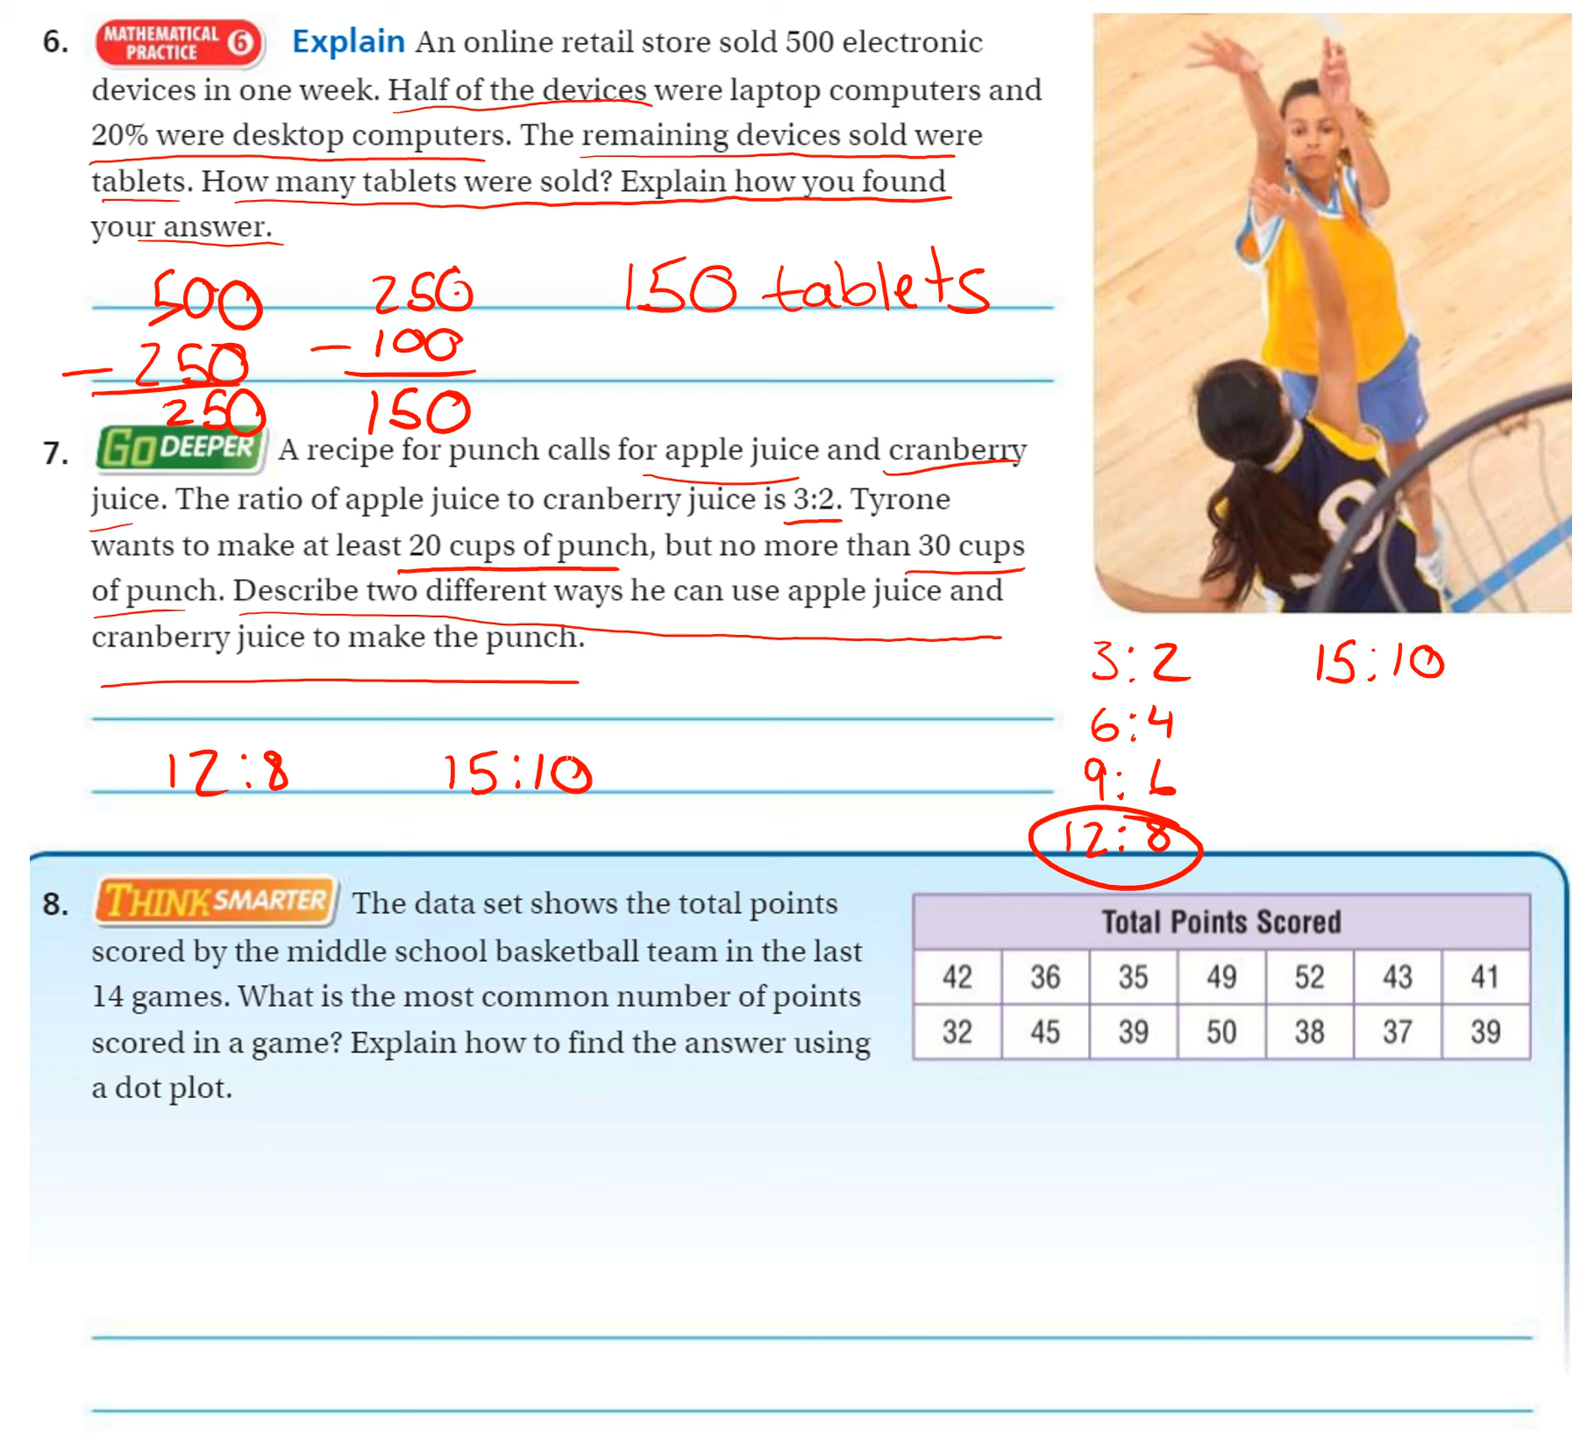 6. MATHEMATICAL PRACTICE 6 Explain An online retail store sold 500 electronic
devices in one week. Half of the devices were laptop computers and
20% were desktop computers. The remaining devices sold were
tablets. How many tablets were sold? Explain how you found
your answer.
500 250 150 tablets
- 250 - 100
250 150
7. GO DEEPER A recipe for punch calls for apple juice and cranberry
juice. The ratio of apple juice to cranberry juice is 3:2. Tyrone
wants to make at least 20 cups of punch, but no more than 30 cups
of punch. Describe two different ways he can use apple juice and
cranberry juice to make the punch.
3:2 15:10
6:4
9:6
12:8
12:8 15:10
8. THINK SMARTER The data set shows the total points
scored by the middle school basketball team in the last
14 games. What is the most common number of points
scored in a game? Explain how to find the answer using
a dot plot.
Total Points Scored
42 36 35 49 52 43 41
32 45 39 50 38 37 39